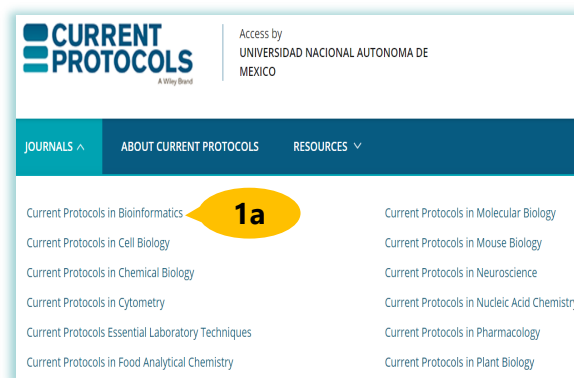 CURRENT
PROTOCOLS
A Wiley Brand
Access by
UNIVERSIDAD NACIONAL AUTONOMA DE
MEXICO
JOURNALS
ABOUT CURRENT PROTOCOLS
RESOURCES
Current Protocols in Bioinformatics
1a
Current Protocols in Cell Biology
Current Protocols in Chemical Biology
Current Protocols in Cytometry
Current Protocols Essential Laboratory Techniques
Current Protocols in Food Analytical Chemistry
Current Protocols in Molecular Biology
Current Protocols in Mouse Biology
Current Protocols in Neuroscience
Current Protocols in Nucleic Acid Chemistry
Current Protocols in Pharmacology
Current Protocols in Plant Biology